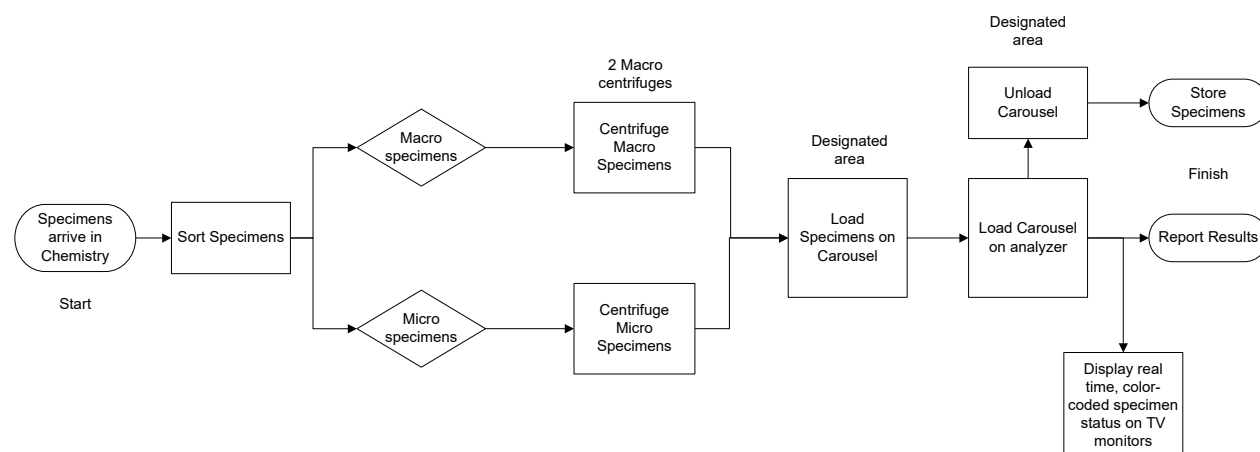 Specimens
arrive in
Chemistry
Start
Sort Specimens
Macro
specimens
Micro
specimens
2 Macro
centrifuges
Centrifuge
Macro
Specimens
Centrifuge
Micro
Specimens
Designated
area
Load
Specimens on
Carousel
Designated
area
Unload
Carousel
Load Carousel
on analyzer
Store
Specimens
Finish
Report Results
Display real
time, color-
coded specimen
status on TV
monitors